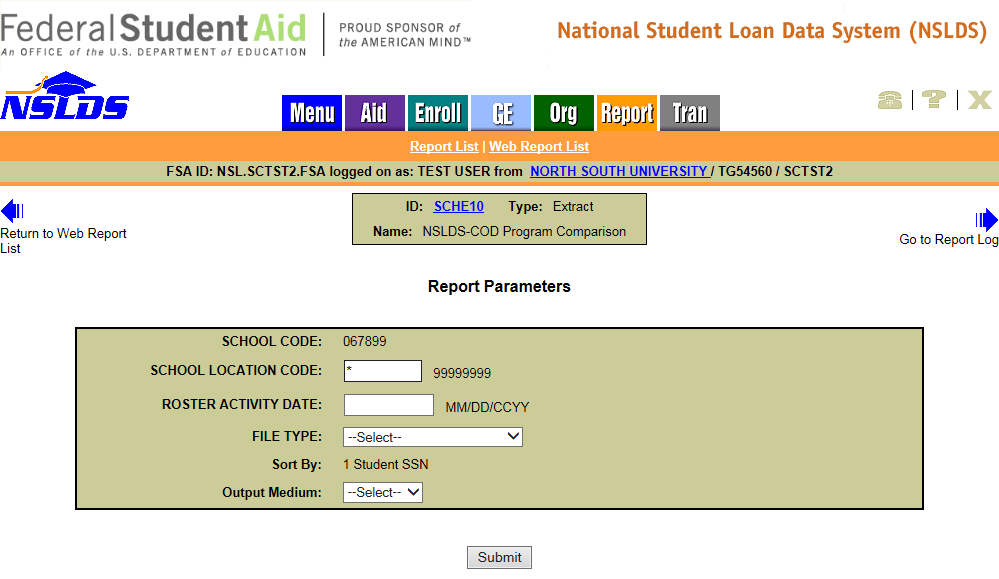 Federal Student Aid
An OFFICE of the U.S. DEPARTMENT of EDUCATION
PROUD SPONSOR of
the AMERICAN MIND™
National Student Loan Data System (NSLDS)
NSLDS
Menu Aid Enroll GE Org Report Tran
? X
Report List | Web Report List
FSA ID: NSL.SCTST2.FSA logged on as: TEST USER from NORTH SOUTH UNIVERSITY / TG54560 / SCTST2
Return to Web Report
List
ID: SCHE10 Type: Extract
Name: NSLDS-COD Program Comparison
Go to Report Log
Report Parameters
SCHOOL CODE: 067899
SCHOOL LOCATION CODE: * 99999999
ROSTER ACTIVITY DATE: MM/DD/CCYY
FILE TYPE: --Select--
Sort By: 1 Student SSN
Output Medium: --Select--
Submit